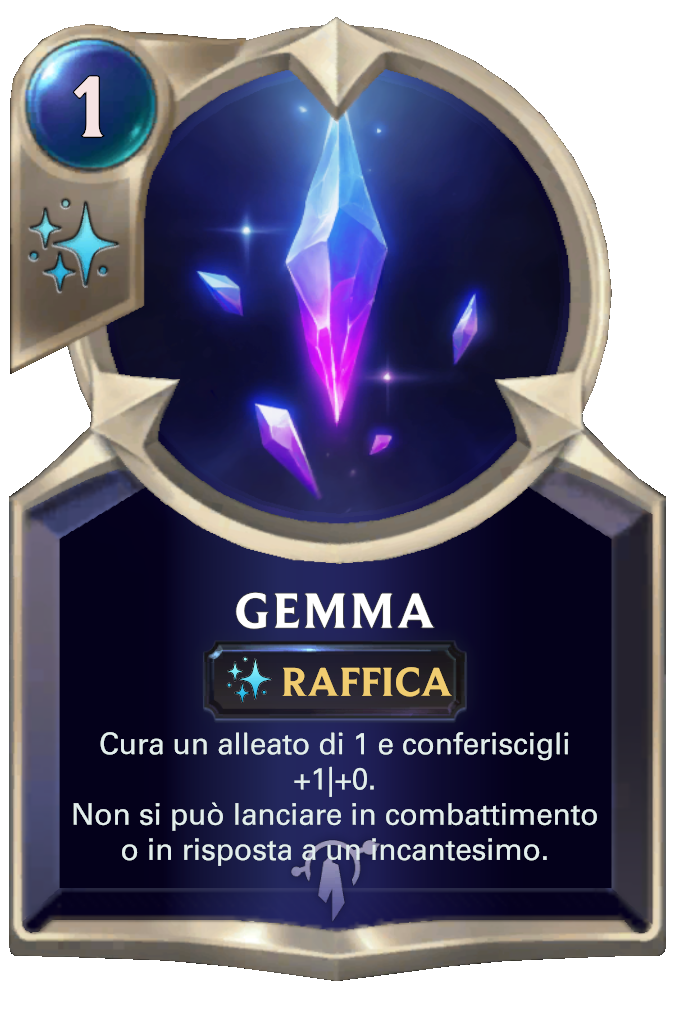 1
GEMMA
RAFFICA
Cura un alleato di 1 e conferiscigli
+1|+0.
Non si può lanciare in combattimento
o in risposta a un incantesimo.